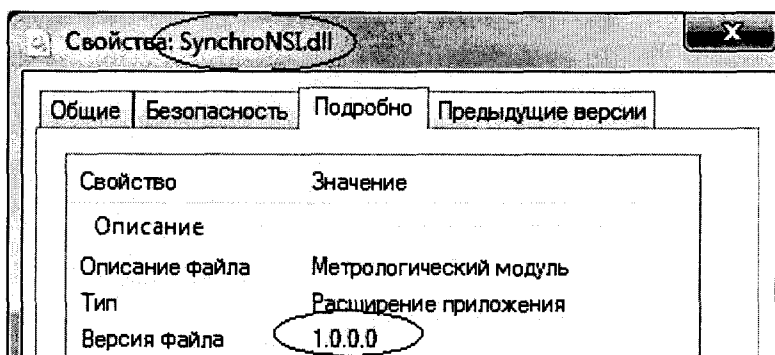 Свойства: SynchroNSI.dll
X
Общие Безопасность Подробно Предыдущие версии
Свойство Значение
Описание
Описание файла Метрологический модуль
Тип Расширение приложения
Версия файла 1.0.0.0